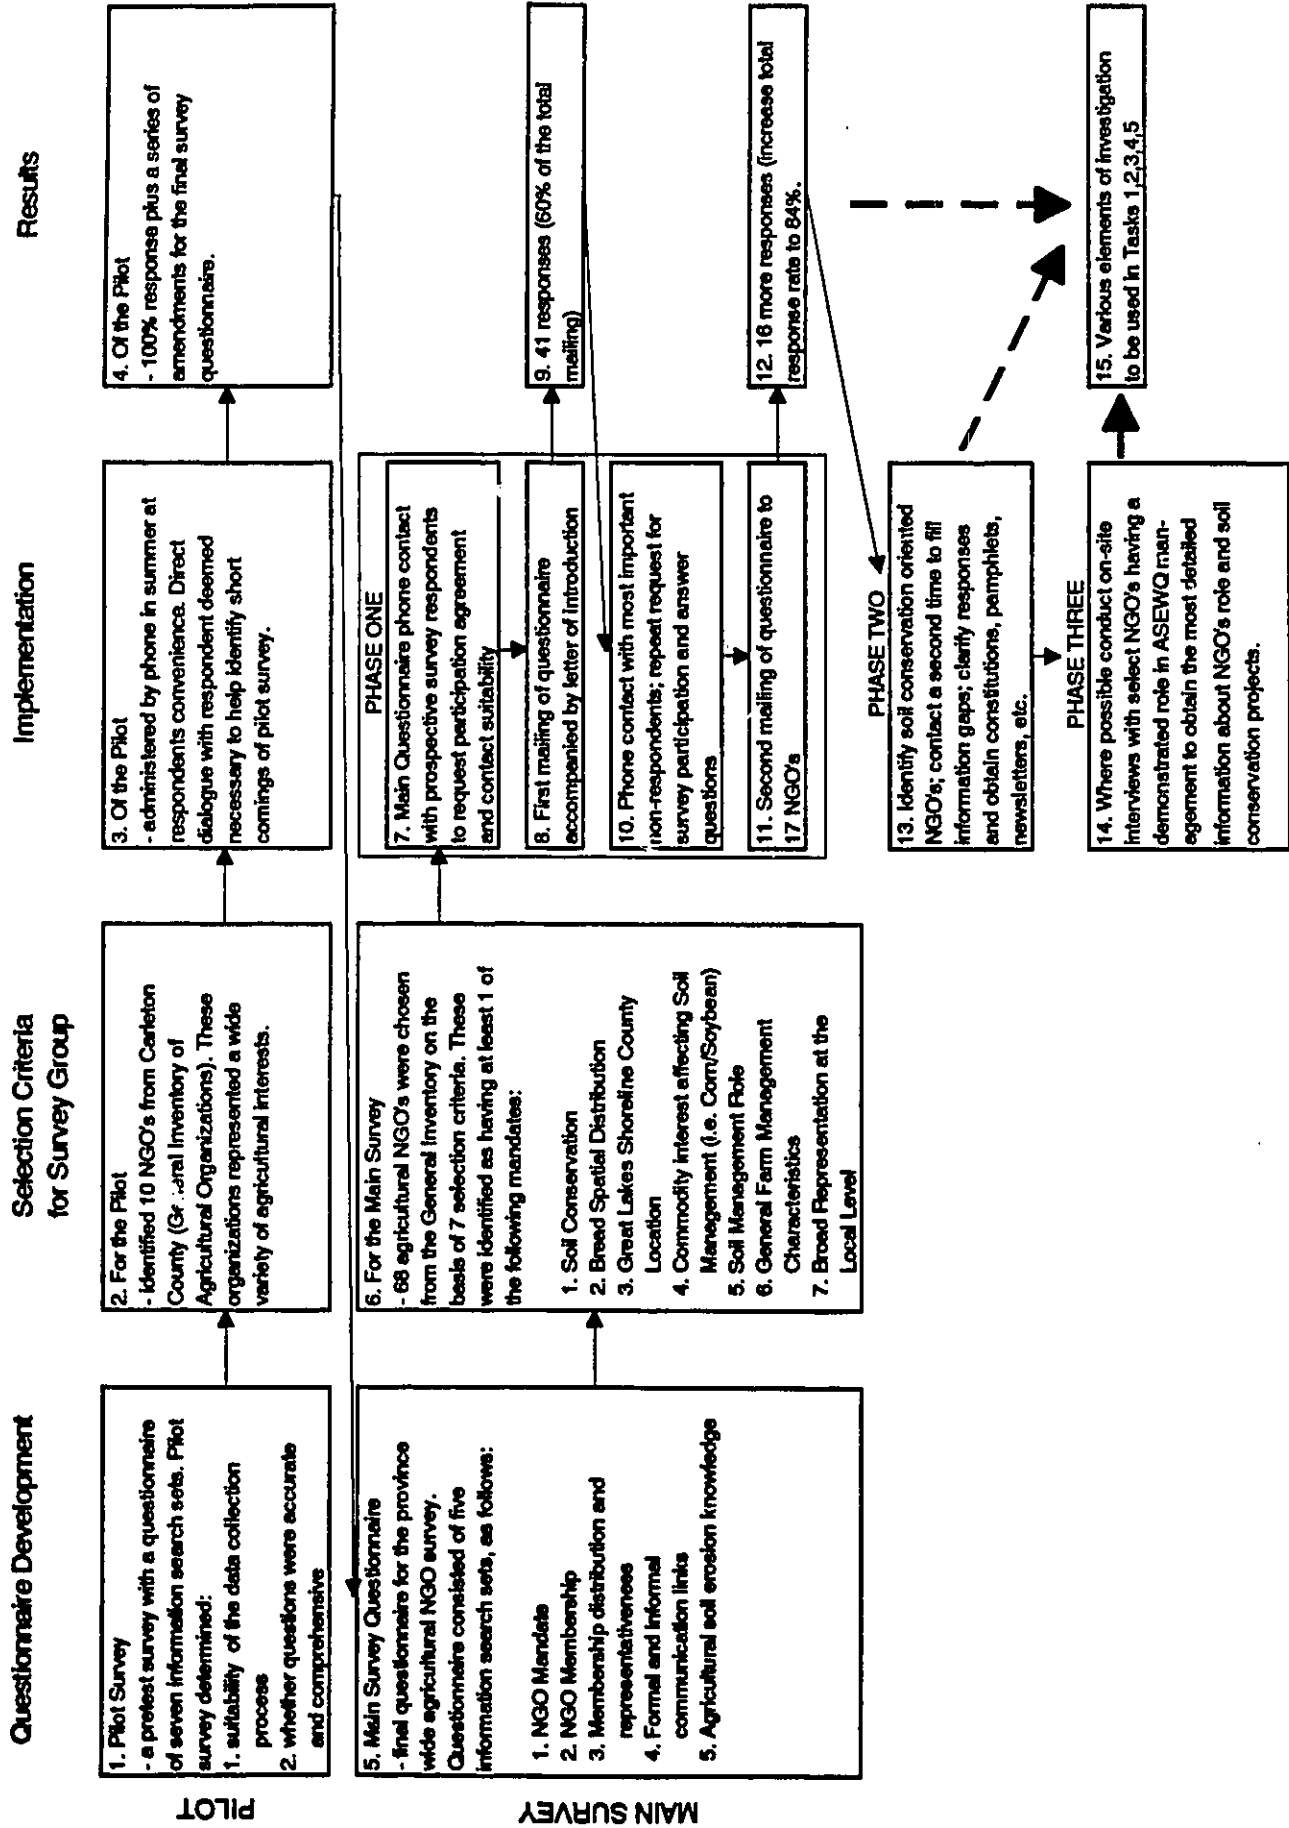 Questionnaire Development
Selection Criteria
for Survey Group
Implementation
Results
PILOT
1. Pilot Survey
- a pretest survey with a questionnaire
of seven information search sets. Pilot
survey determined:
1. suitability of the data collection
process
2. whether questions were accurate
and comprehensive
2. For the Pilot
- identified 10 NGO's from Carleton
County (General Inventory of
Agricultural Organizations). These
organizations represented a wide
variety of agricultural interests.
3. Of the Pilot
- administered by phone in summer at
respondents convenience. Direct
dialogue with respondent deemed
necessary to help identify short
comings of pilot survey.
4. Of the Pilot
- 100% response plus a series of
amendments for the final survey
questionnaire.
MAIN SURVEY
5. Main Survey Questionnaire
- final questionnaire for the province
wide agricultural NGO survey.
Questionnaire consisted of five
information search sets, as follows:
1. NGO Mandate
2. NGO Membership
3. Membership distribution and
representativeness
4. Formal and informal
communication links
5. Agricultural soil erosion knowledge
6. For the Main Survey
- 68 agricultural NGO's were chosen
from the General Inventory on the
basis of 7 selection criteria. These
were identified as having at least 1 of
the following mandates:
1. Soil Conservation
2. Broad Spatial Distribution
3. Great Lakes Shoreline County
Location
4. Commodity interest affecting Soil
Management (i.e. Corn/Soybean)
5. Soil Management Role
6. General Farm Management
Characteristics
7. Broad Representation at the
Local Level
PHASE ONE
7. Main Questionnaire phone contact
with prospective survey respondents
to request participation agreement
and contact suitability
8. First mailing of questionnaire
accompanied by letter of introduction
9. 41 responses (60% of the total
mailing)
10. Phone contact with most important
non-respondents; repeat request for
survey participation and answer
questions
11. Second mailing of questionnaire to
17 NGO's
12. 16 more responses (increase total
response rate to 84%.
PHASE TWO
13. Identify soil conservation oriented
NGO's; contact a second time to fill
information gaps; clarify responses
and obtain constitutions, pamphlets,
newsletters, etc.
PHASE THREE
14. Where possible conduct on-site
interviews with select NGO's having a
demonstrated role in ASEWQ man-
agement to obtain the most detailed
information about NGO's role and soil
conservation projects.
15. Various elements of investigation
to be used in Tasks 1,2,3,4,5